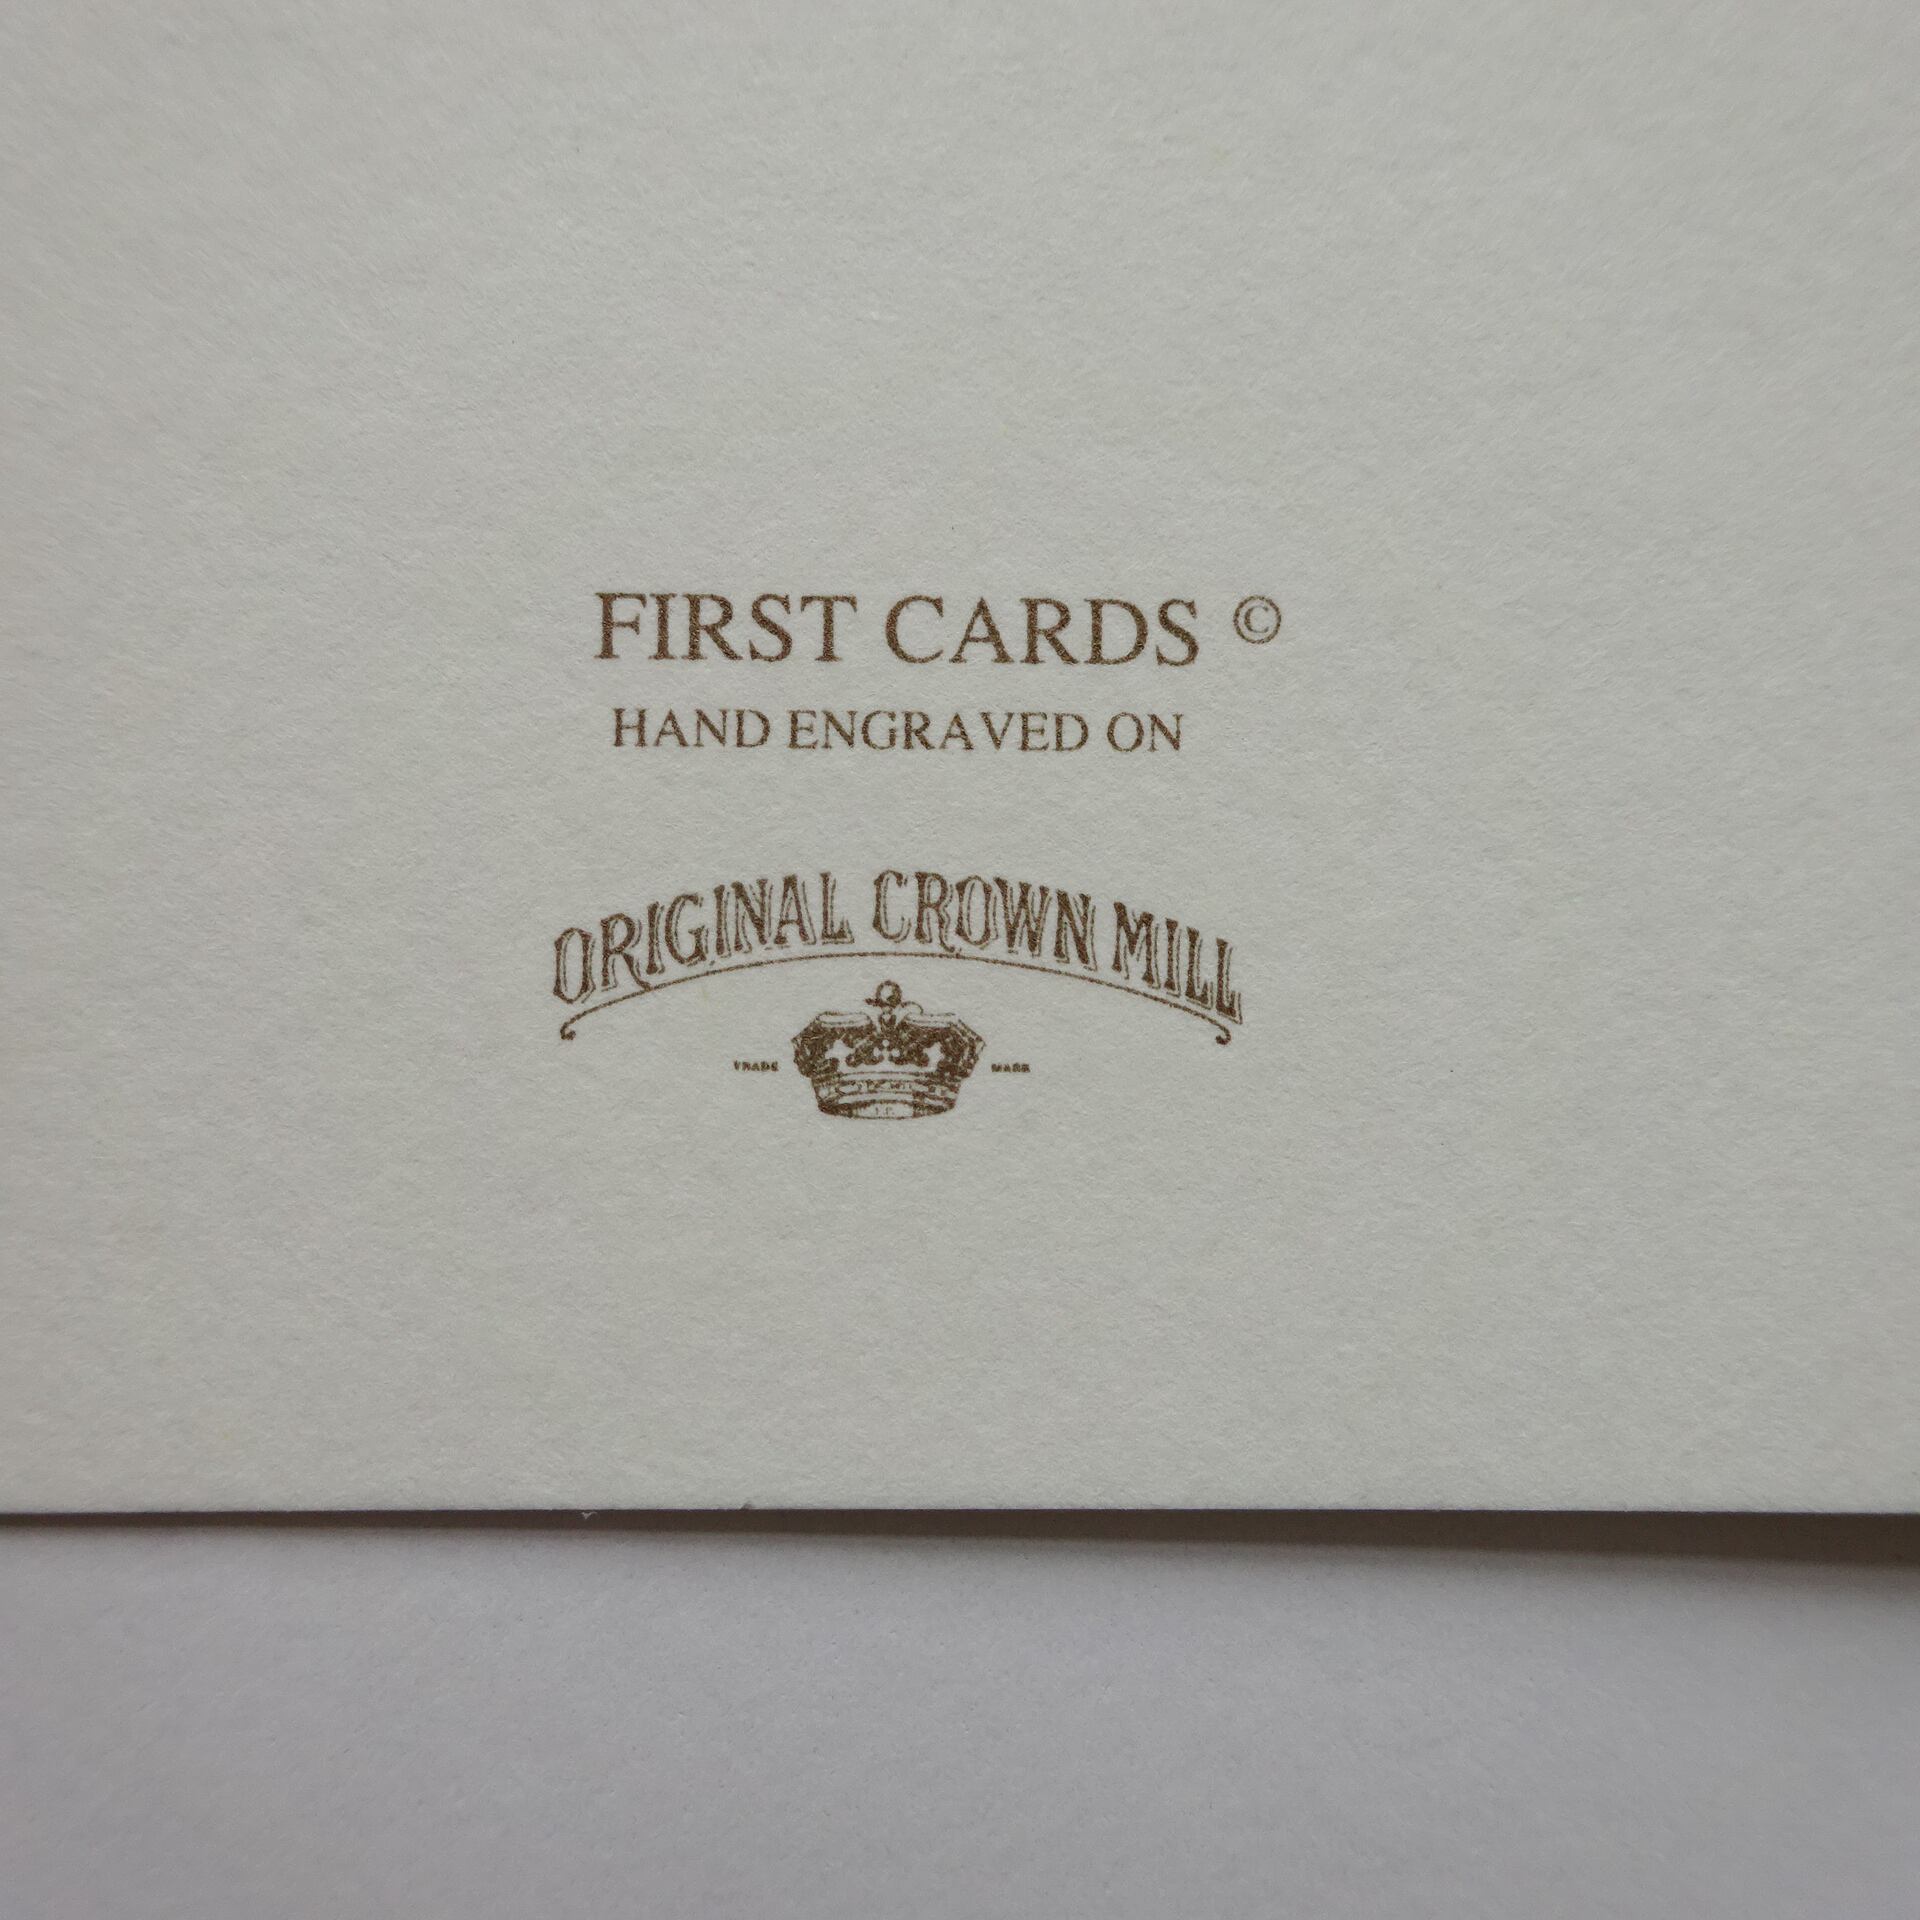 FIRST CARDS ©
HAND ENGRAVED ON
ORIGINAL CROWN MILL
TRADE MARK